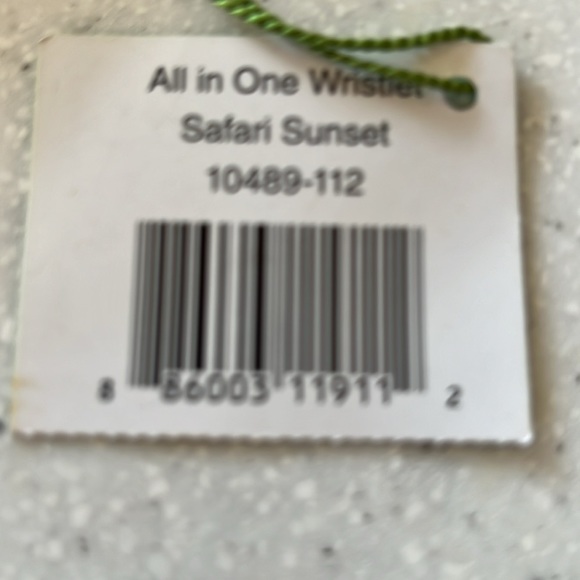 All in One Wristlet
Safari Sunset
10489-112
8 86003 11911 2